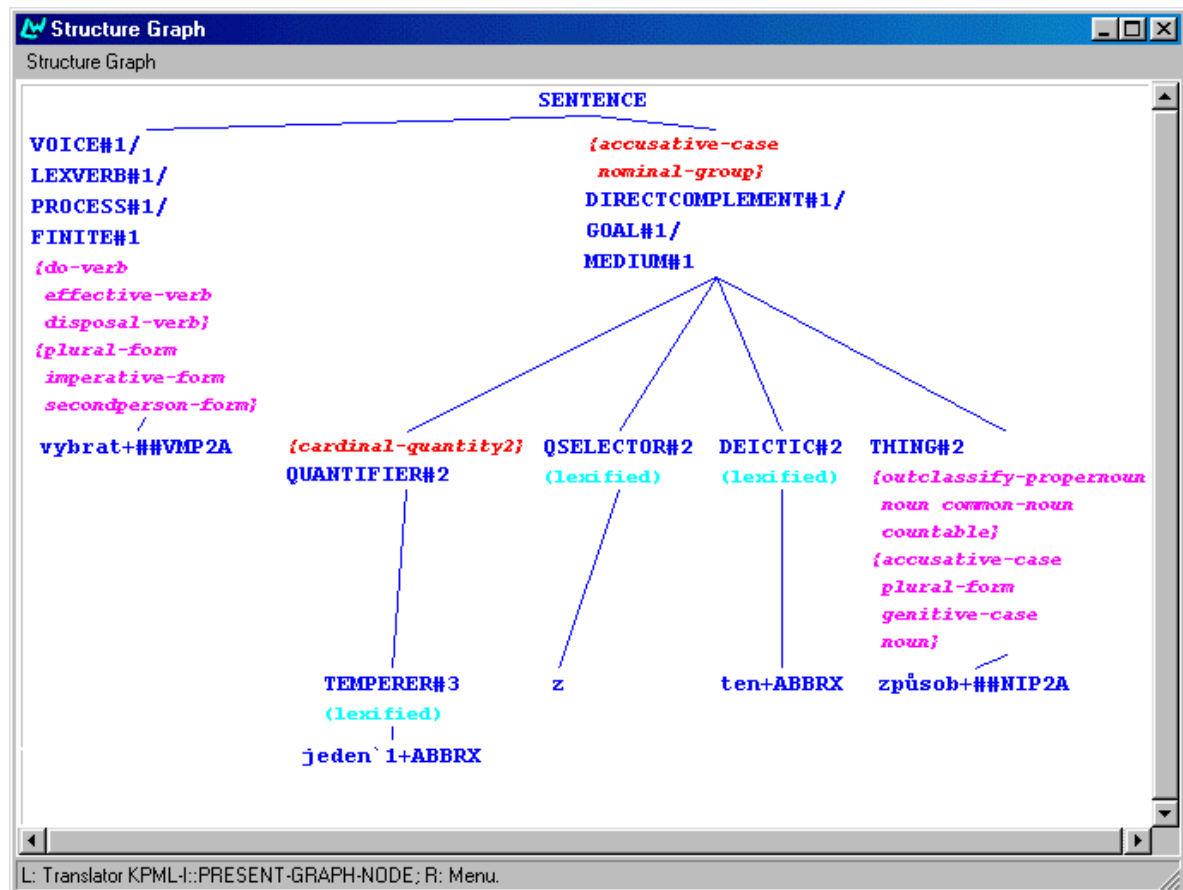 Structure Graph
Structure Graph
SENTENCE
VOICE#1/
LEXVERB#1/
PROCESS#1/
FINITE#1
{do-verb
effective-verb
disposal-verb}
{plural-form
imperative-form
secondperson-form}
vybrat+##VMP2A
{accusative-case
nominal-group}
DIRECTCOMPLEMENT#1/
GOAL#1/
MEDIUM#1
{cardinal-quantity2}
QUANTIFIER#2
TEMPERER#3
(lexified)
jeden`1+ABBRX
QSELECTOR#2
(lexified)
z
DEICTIC#2
(lexified)
ten+ABBRX
THING#2
{outclassify-propernoun
noun common-noun
countable}
{accusative-case
plural-form
genitive-case
noun}
způsob+##NIP2A
L: Translator KPML-I::PRESENT-GRAPH-NODE; R: Menu.